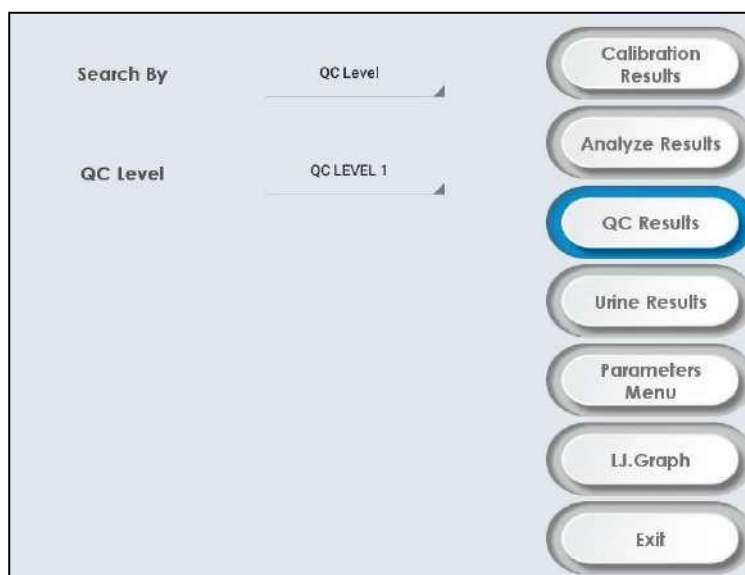 Search By
QC Level
QC Level
QC LEVEL 1
Calibration
Results
Analyze Results
QC Results
Urine Results
Parameters
Menu
LJ.Graph
Exit